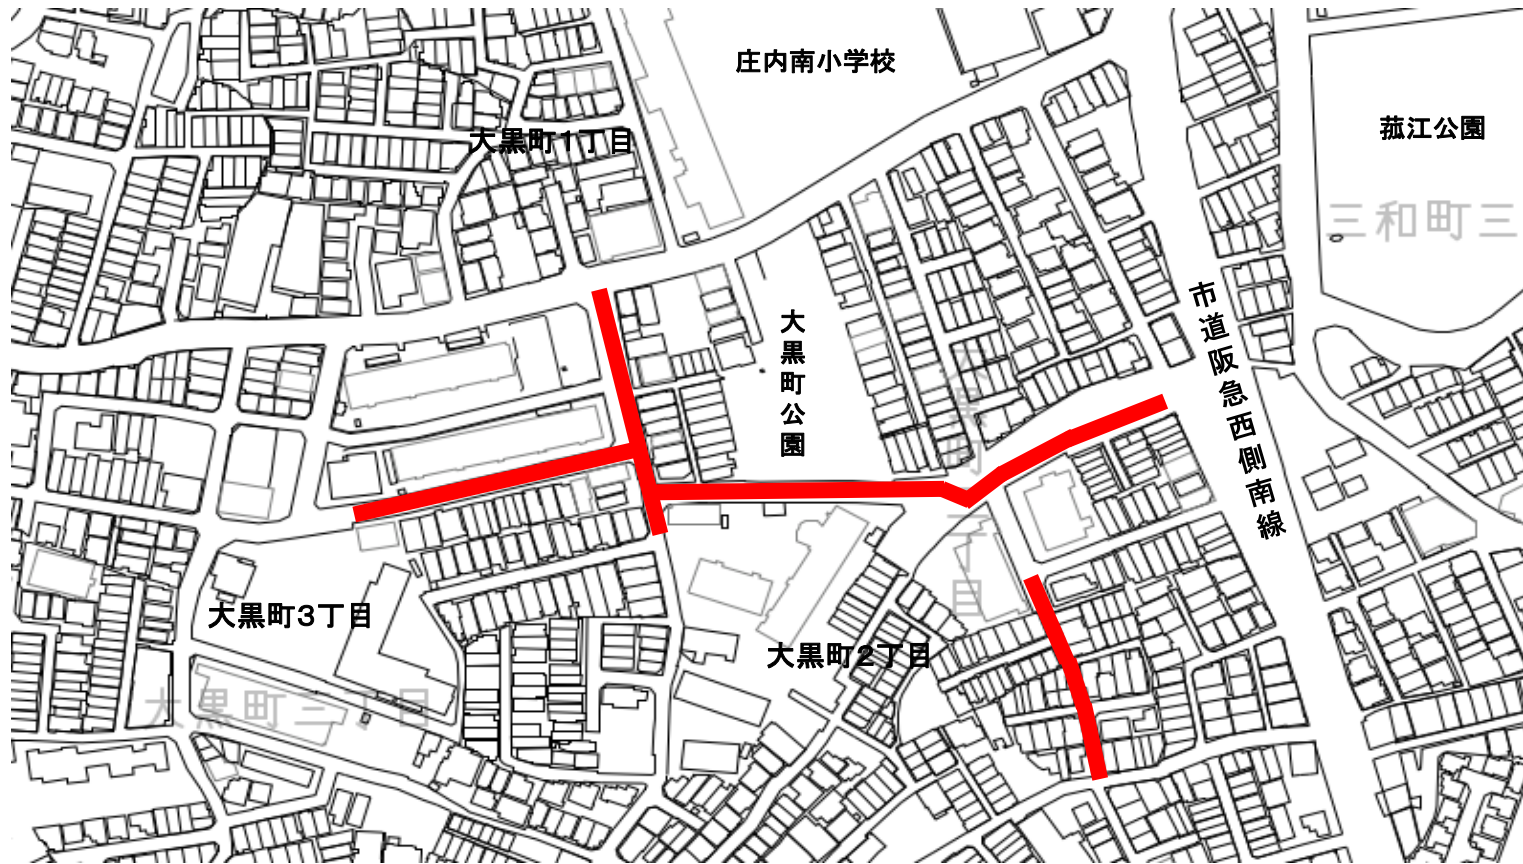 庄内南小学校
菰江公園
大黒町1丁目
三和町三
市道阪急西側南線
大黒町公園
大黒町3丁目
大黒町2丁目
大黒町三丁目